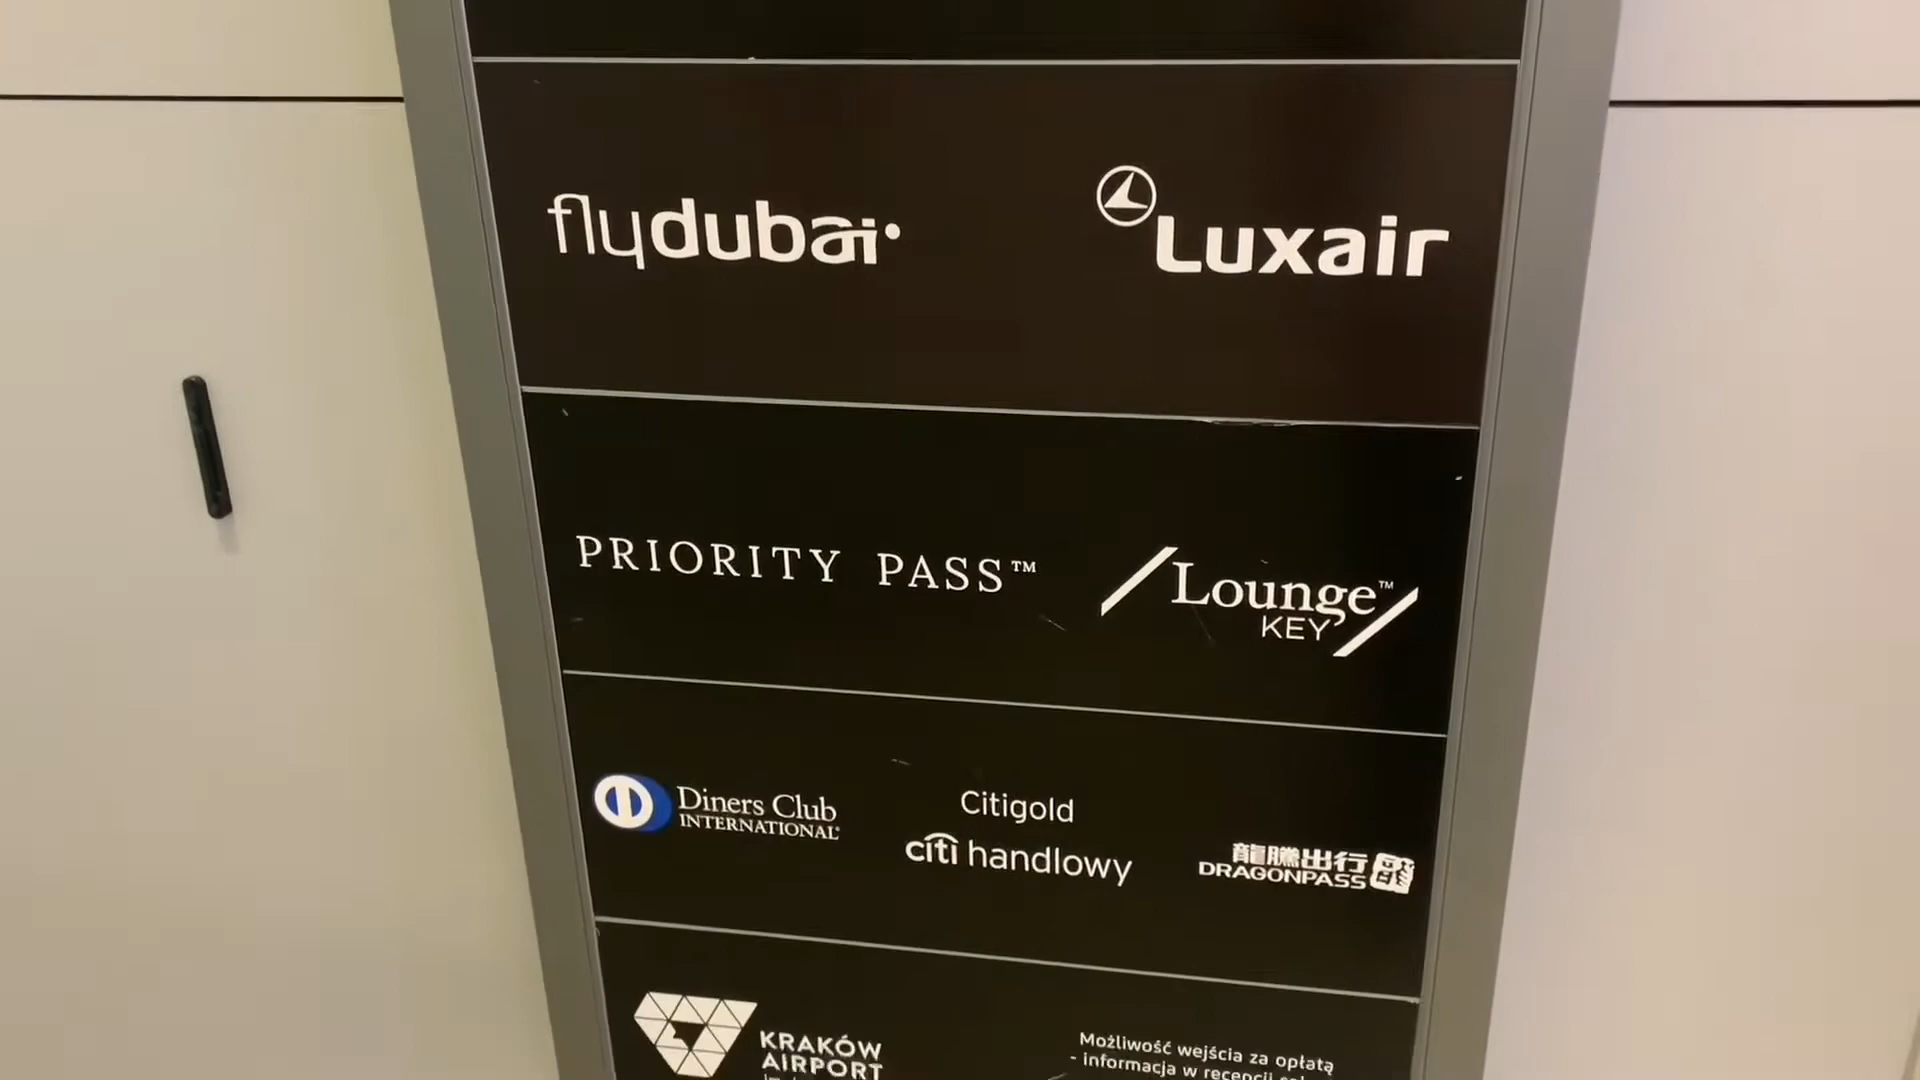 flydubai
Luxair
PRIORITY PASS™
Lounge™
KEY
Diners Club
INTERNATIONAL®
Citigold
citi handlowy
龍騰出行
DRAGONPASS
KRAKÓW
AIRPORT
Możliwość wejścia za opłatą
- informacja w recepcji